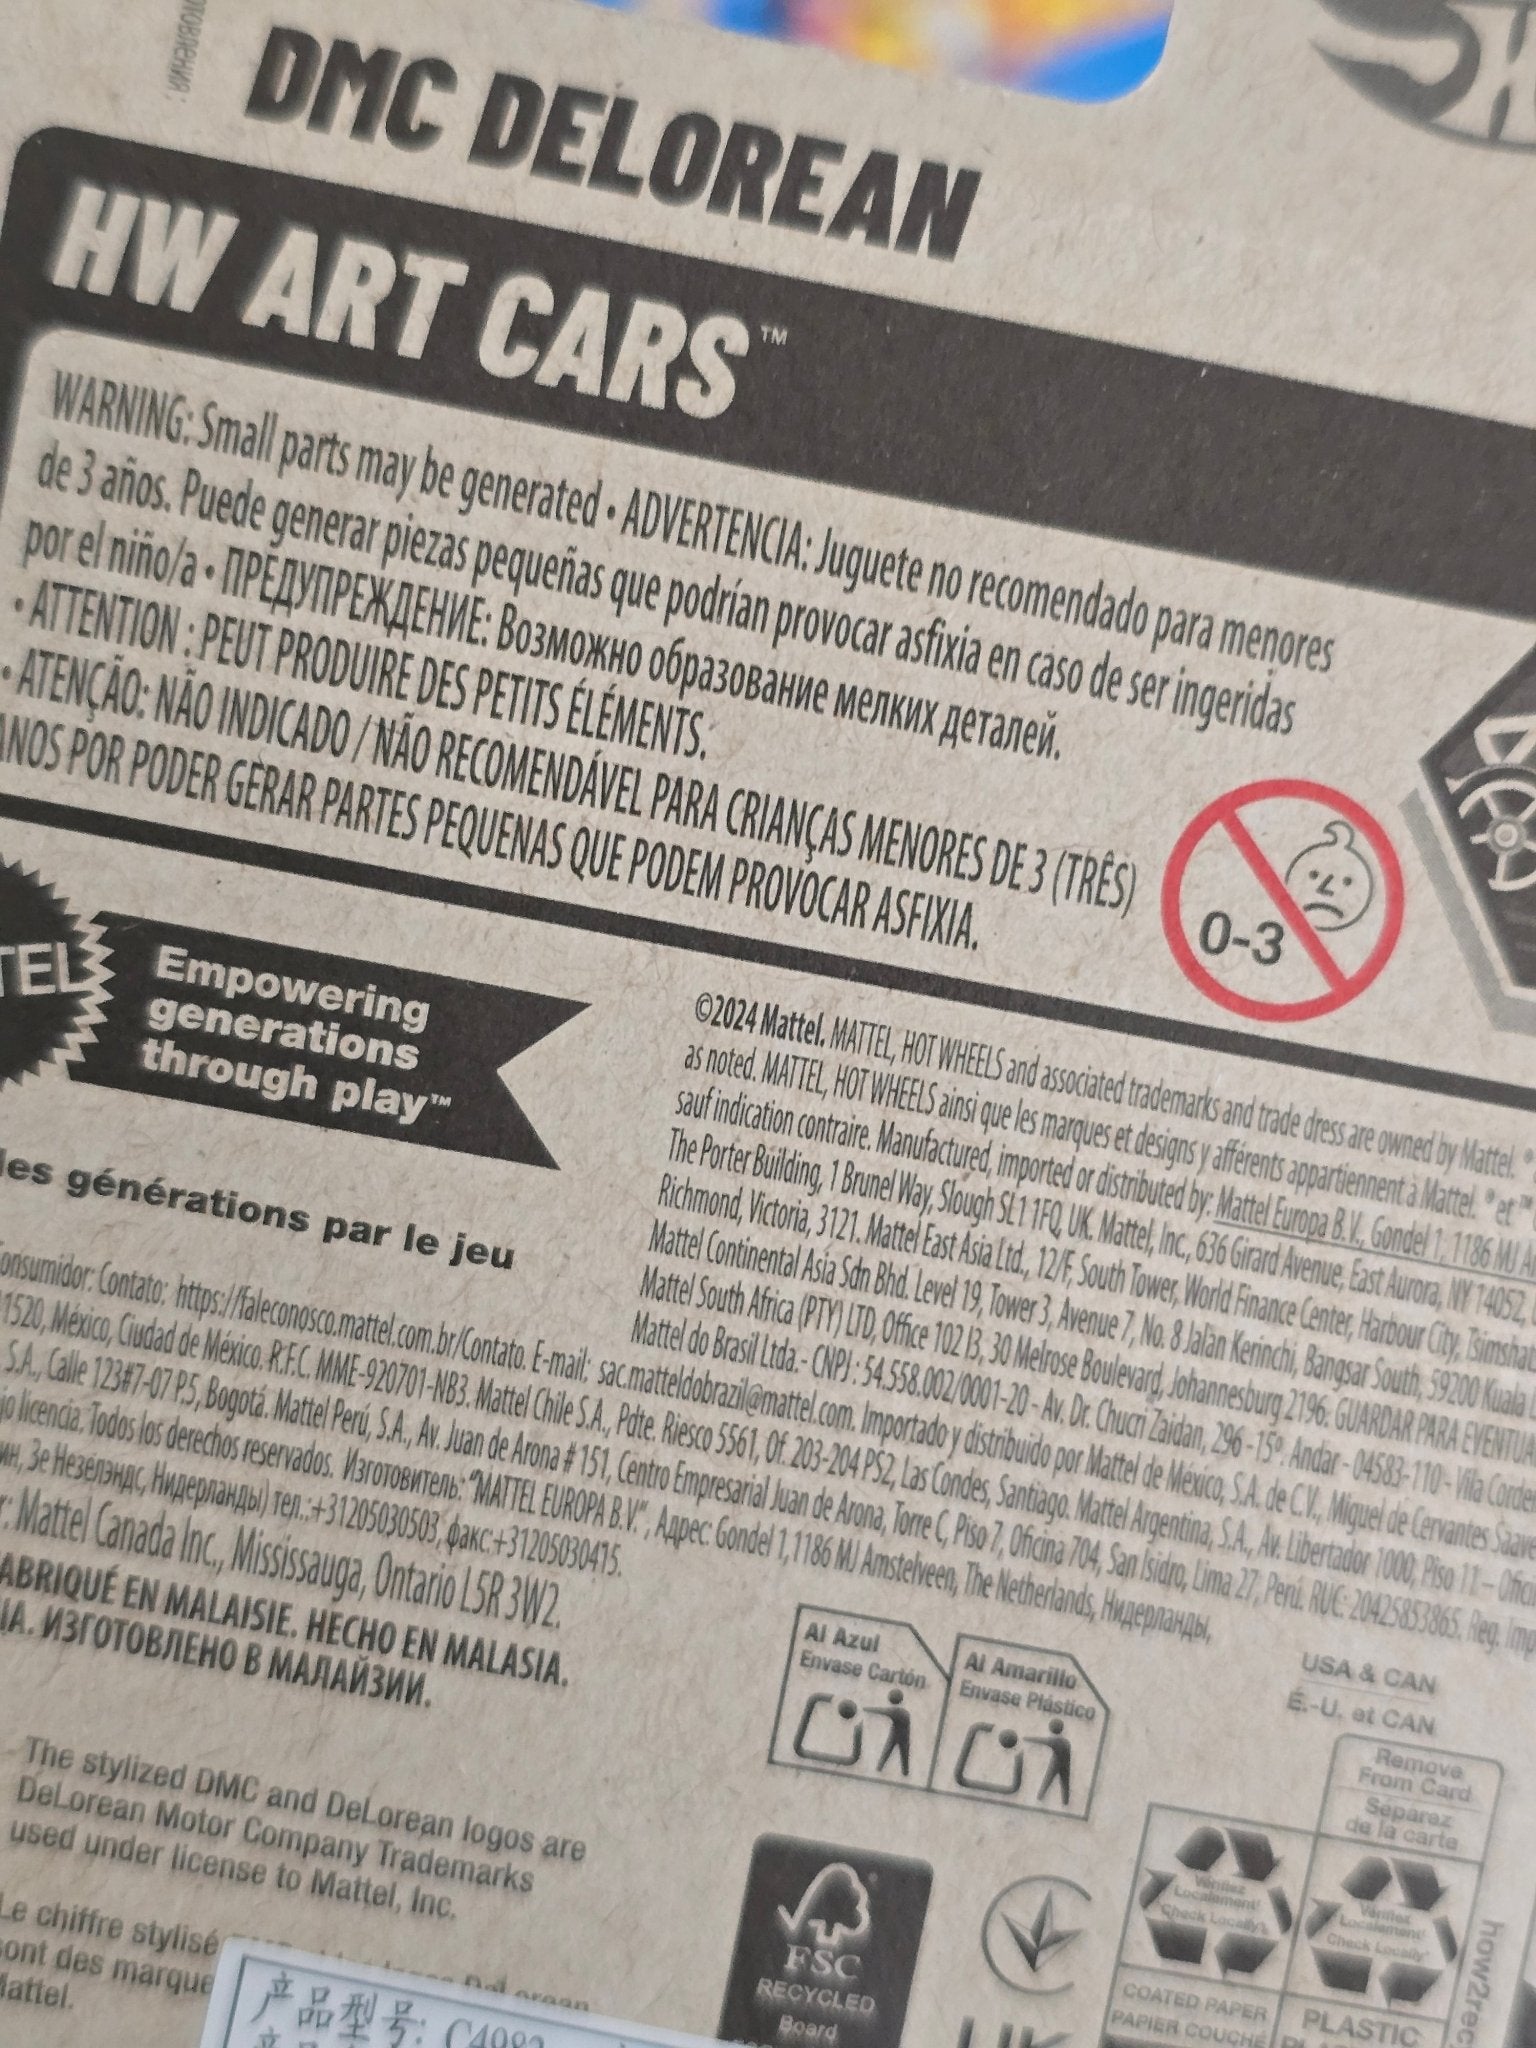 DMC DELOREAN
HW ART CARS™
WARNING: Small parts may be generated • ADVERTENCIA: Juguete no recomendado para menores
de 3 años. Puede generar piezas pequeñas que podrían provocar asfixia en caso de ser ingeridas
por el niño/a • ПРЕДУПРЕЖДЕНИЕ: Возможно образование мелких деталей.
• ATTENTION : PEUT PRODUIRE DES PETITS ÉLÉMENTS.
• ATENÇÃO: NÃO INDICADO / NÃO RECOMENDÁVEL PARA CRIANÇAS MENORES DE 3 (TRÊS)
ANOS POR PODER GERAR PARTES PEQUENAS QUE PODEM PROVOCAR ASFIXIA.
0-3
Empowering
generations
through play™
des générations par le jeu
©2024 Mattel. MATTEL, HOT WHEELS and associated trademarks and trade dress are owned by Mattel. ®
as noted. MATTEL, HOT WHEELS ainsi que les marques et designs y afférents appartiennent à Mattel. ® et ™
sauf indication contraire. Manufactured, imported or distributed by: Mattel Europa B.V., Gondel 1, 1186 MJ
The Porter Building, 1 Brunel Way, Slough SL1 1FQ, UK. Mattel, Inc., 636 Girard Avenue, East Aurora, NY 14052,
Richmond, Victoria, 3121. Mattel East Asia Ltd., 12/F, South Tower, World Finance Center, Harbour City,
Mattel Continental Asia Sdn Bhd. Level 19, Tower 3, Avenue 7, No. 8 Jalan Kerinchi, Bangsar South, 59200 Kuala
Mattel South Africa (PTY) LTD, Office 102 I3, 30 Melrose Boulevard, Johannesburg 2196. GUARDAR PARA
Mattel do Brasil Ltda.- CNPJ : 54.558.002/0001-20 - Av. Dr. Chucri Zaidan, 296 - 15º. Andar - 04583-110 - Vila
Contato: https://faleconosco.mattel.com.br/Contato. E-mail: sac.matteldobrazil@mattel.com. Importado y distribuido por Mattel de México, S.A. de C.V., Miguel de Cervantes
México, Ciudad de México. R.F.C. MME-920701-NB3. Mattel Chile S.A., Pdte. Riesco 5561, Of. 203-204 PS2, Las Condes, Santiago. Mattel Argentina, S.A., Av. Libertador 1000, Piso 11 –
S.A., Calle 123#7-07 P.5, Bogotá. Mattel Perú, S.A., Av. Juan de Arona # 151, Centro Empresarial Juan de Arona, Torre C, Piso 7, Oficina 704, San Isidro, Lima 27, Perú. RUC: 20425853865. Reg.
licencia. Todos los derechos reservados. Изготовитель: "MATTEL EUROPA B.V.", Адрес: Gondel 1, 1186 MJ Amstelveen, The Netherlands, Нидерланды,
Зе Незелэндс, Нидерланды) тел.:+31205030503, факс:+31205030415.
Mattel Canada Inc., Mississauga, Ontario L5R 3W2.
FABRIQUÉ EN MALAISIE. HECHO EN MALASIA.
ИЗГОТОВЛЕНО В МАЛАЙЗИИ.
Al Azul
Envase Cartón
Al Amarillo
Envase Plástico
USA & CAN
É.-U. et CAN
Remove
From Card
Séparez
de la carte
Vérifiez
Localement!
Check Locally*
Vérifiez
Localement!
Check Locally*
COATED PAPER
PAPIER COUCHÉ
PLASTIC
The stylized DMC and DeLorean logos are
DeLorean Motor Company Trademarks
used under license to Mattel, Inc.
Le chiffre stylisé
sont des marque
Mattel.
FSC
RECYCLED
Board
产品型号: C4982